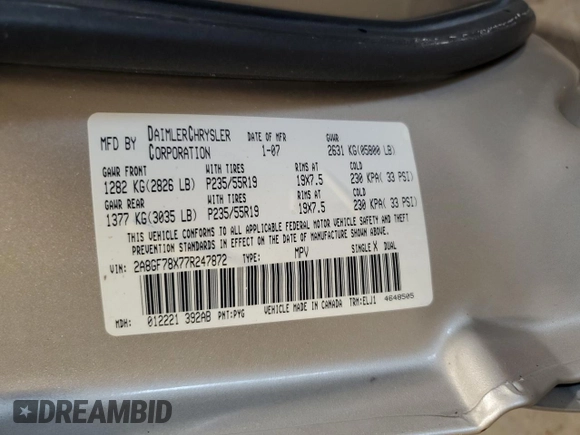 MFD BY DAIMLERCHRYSLER CORPORATION DATE OF MFR 1-07 GVWR 2631 KG(05800 LB)
GAWR FRONT WITH TIRES RIMS AT COLD
1282 KG(2826 LB) P235/55R19 19X7.5 230 KPA( 33 PSI)
GAWR REAR WITH TIRES RIMS AT COLD
1377 KG(3035 LB) P235/55R19 19X7.5 230 KPA( 33 PSI)
THIS VEHICLE CONFORMS TO ALL APPLICABLE FEDERAL MOTOR VEHICLE SAFETY AND THEFT
PREVENTION STANDARDS IN EFFECT ON THE DATE OF MANUFACTURE SHOWN ABOVE.
VIN: 2A8GF78X77R247872 TYPE: MPV SINGLE X DUAL
MDH: 012221 392AB PNT:PYG VEHICLE MADE IN CANADA TRM:ELJ1 4648505
DREAMBID